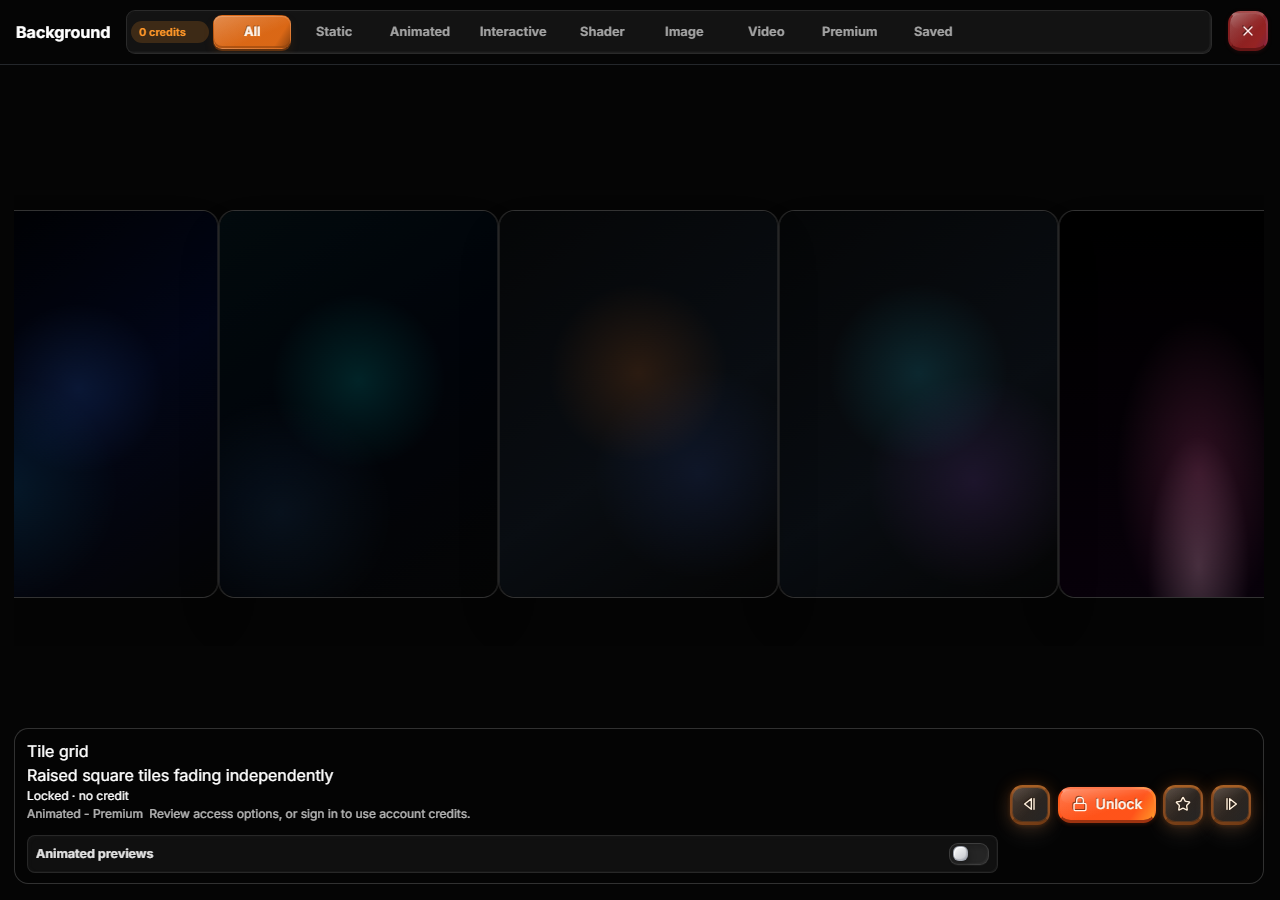 Background
0 credits
All
Static
Animated
Interactive
Shader
Image
Video
Premium
Saved
Tile grid
Raised square tiles fading independently
Locked · no credit
Animated - Premium  Review access options, or sign in to use account credits.
Unlock
Animated previews